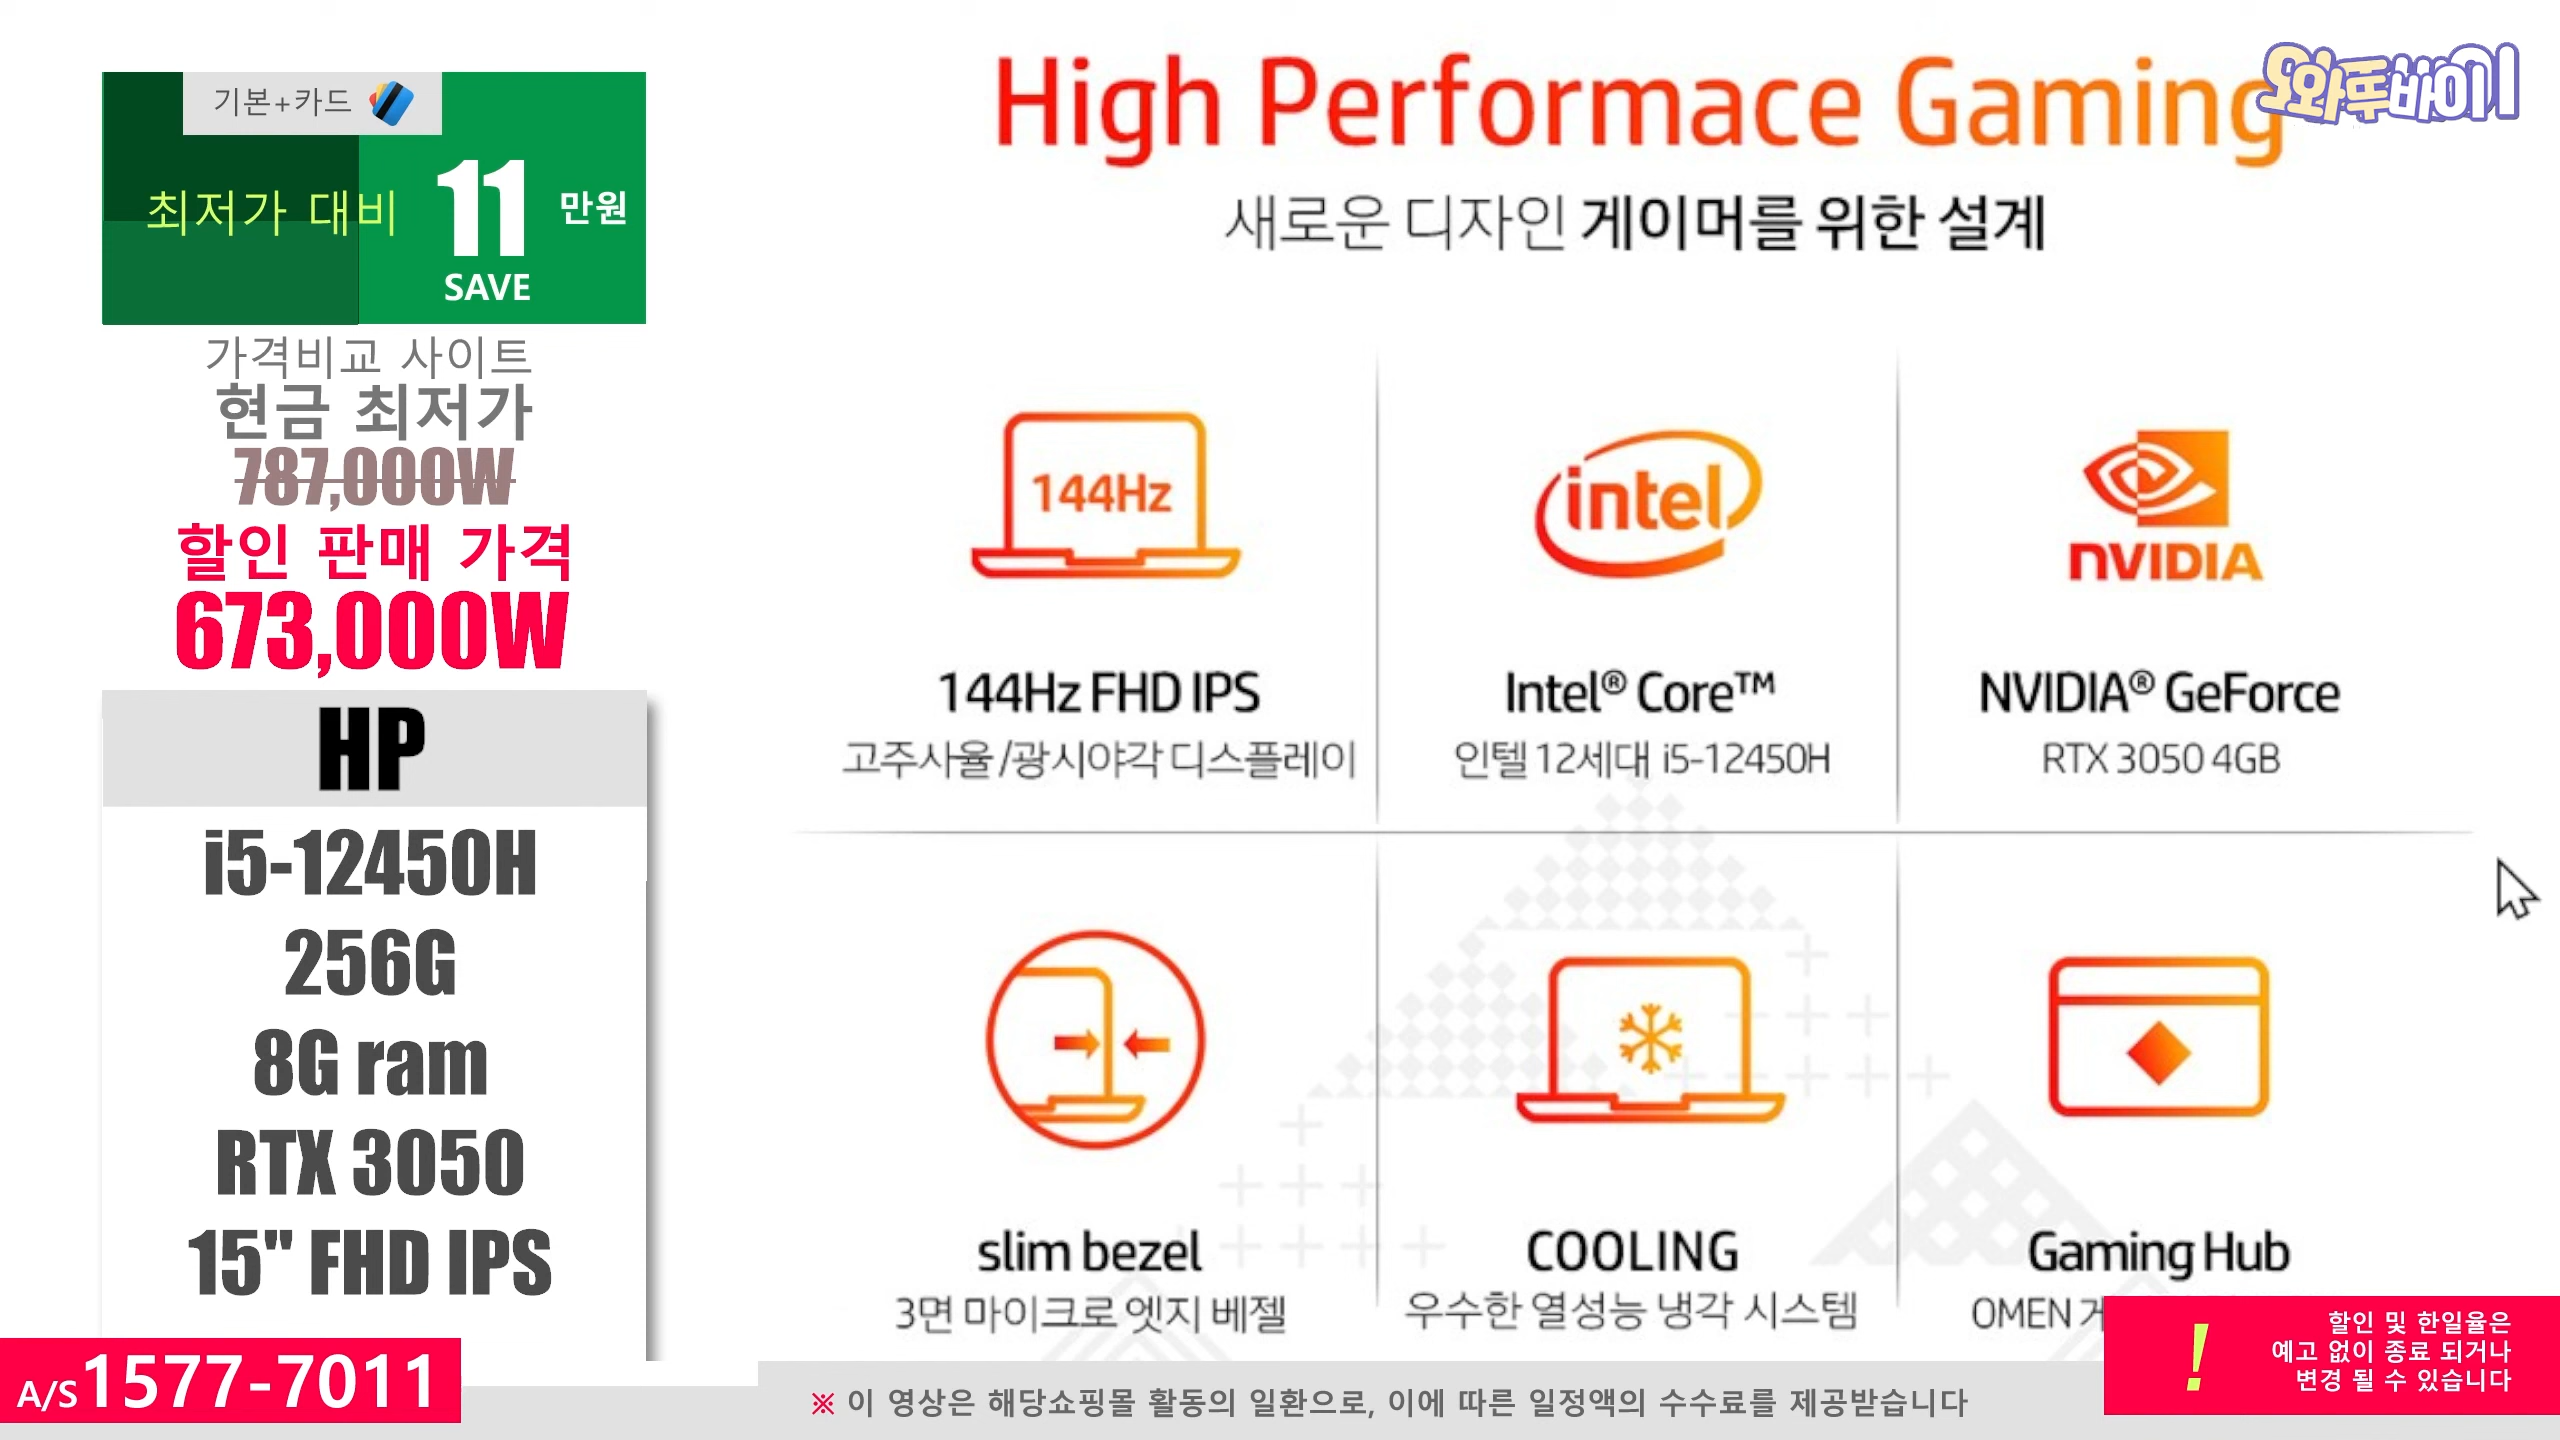 기본+카드
최저가 대비 11 만원
SAVE
가격비교 사이트
현금 최저가
787,000W
할인 판매 가격
673,000W
HP
i5-12450H
256G
8G ram
RTX 3050
15" FHD IPS
A/S 1577-7011
High Performace Gaming
와뚜바이
새로운 디자인 게이머를 위한 설계
144Hz
intel
NVIDIA
144Hz FHD IPS
고주사율 /광시야각 디스플레이
Intel® Core™
인텔 12세대 i5-12450H
NVIDIA® GeForce
RTX 3050 4GB
slim bezel
3면 마이크로 엣지 베젤
COOLING
우수한 열성능 냉각 시스템
Gaming Hub
OMEN 게
! 할인 및 한일율은
예고 없이 종료 되거나
변경 될 수 있습니다
※ 이 영상은 해당쇼핑몰 활동의 일환으로, 이에 따른 일정액의 수수료를 제공받습니다